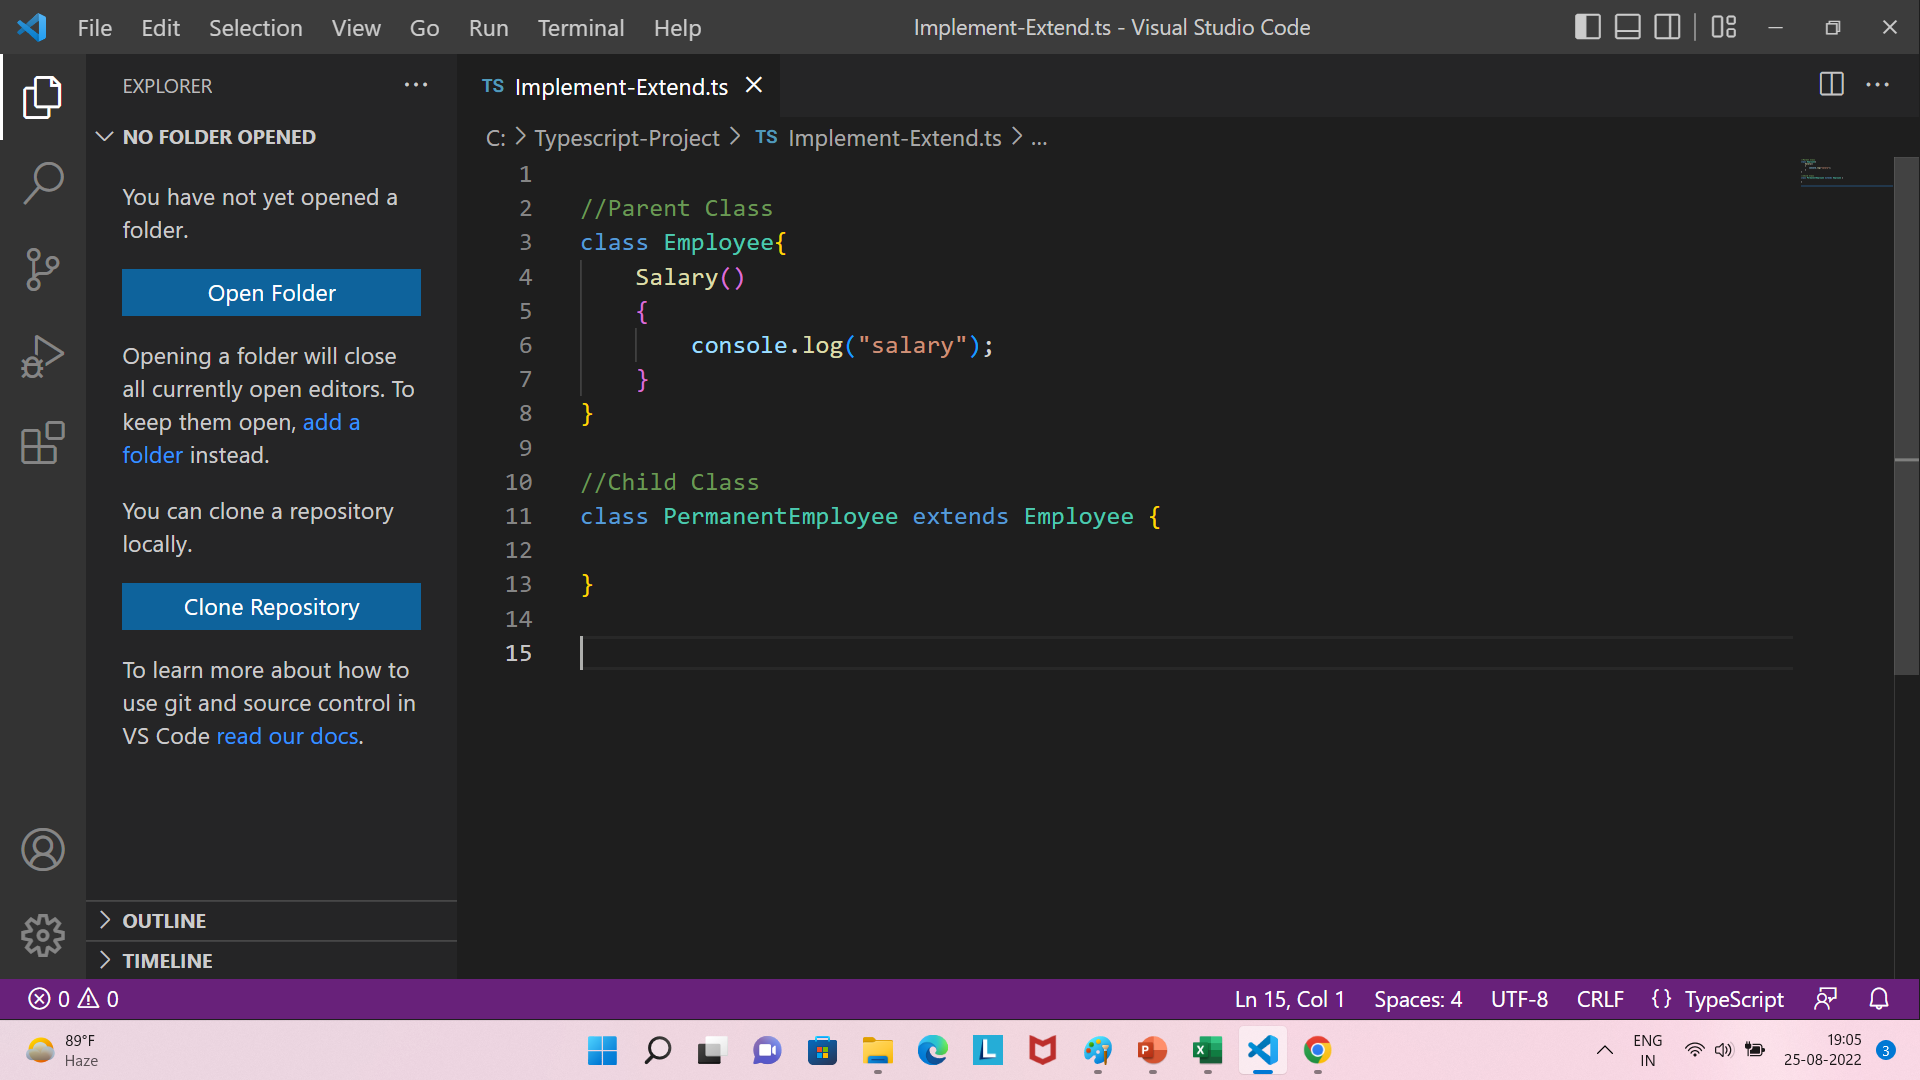 File Edit Selection View Go Run Terminal Help
Implement-Extend.ts - Visual Studio Code
EXPLORER
NO FOLDER OPENED
You have not yet opened a
folder.
Open Folder
Opening a folder will close
all currently open editors. To
keep them open, add a
folder instead.
You can clone a repository
locally.
Clone Repository
To learn more about how to
use git and source control in
VS Code read our docs.
OUTLINE
TIMELINE
TS Implement-Extend.ts
C: > Typescript-Project > TS Implement-Extend.ts > ...
1
2 //Parent Class
3 class Employee{
4 Salary()
5 {
6 console.log("salary");
7 }
8 }
9
10 //Child Class
11 class PermanentEmployee extends Employee {
12
13 }
14
15
0 0
Ln 15, Col 1 Spaces: 4 UTF-8 CRLF {} TypeScript
89°F
Haze
L
P
X
ENG
IN
19:05
25-08-2022
3